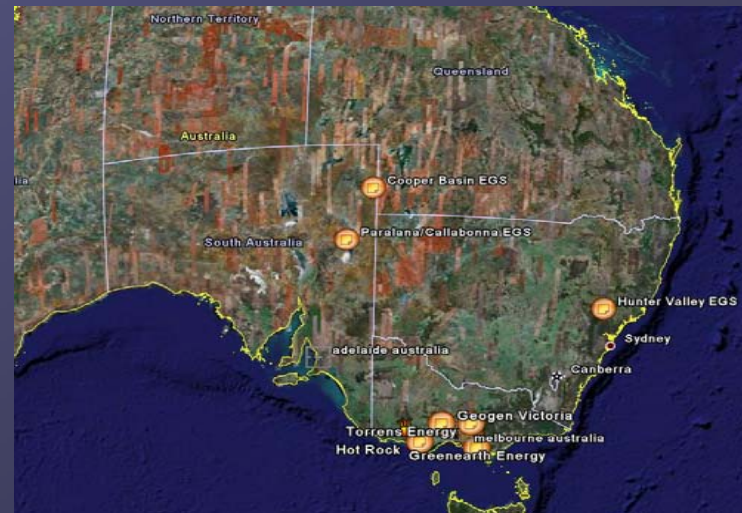 Northern Territory
Queensland
Australia
lia
Cooper Basin EGS
South Australia
Paralana/Callabonna EGS
Hunter Valley EGS
Sydney
adelaide australia
Canberra
Geogen Victoria
Torrens Energy
melbourne australia
Hot Rock
Greenearth Energy